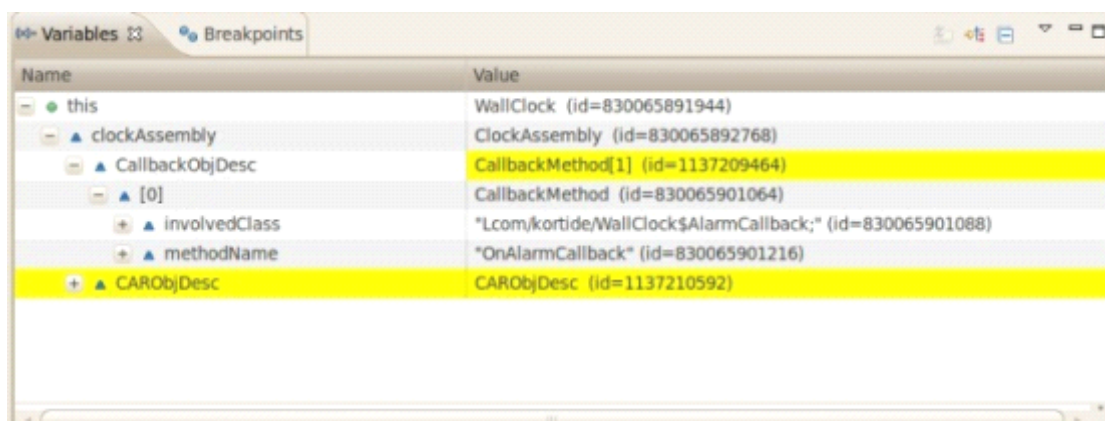 Variables Breakpoints
Name Value
this WallClock (id=830065891944)
clockAssembly ClockAssembly (id=830065892768)
CallbackObjDesc CallbackMethod[1] (id=1137209464)
[0] CallbackMethod (id=830065901064)
involvedClass "Lcom/kortide/WallClock$AlarmCallback;" (id=830065901088)
methodName "OnAlarmCallback" (id=830065901216)
CARObjDesc CARObjDesc (id=1137210592)